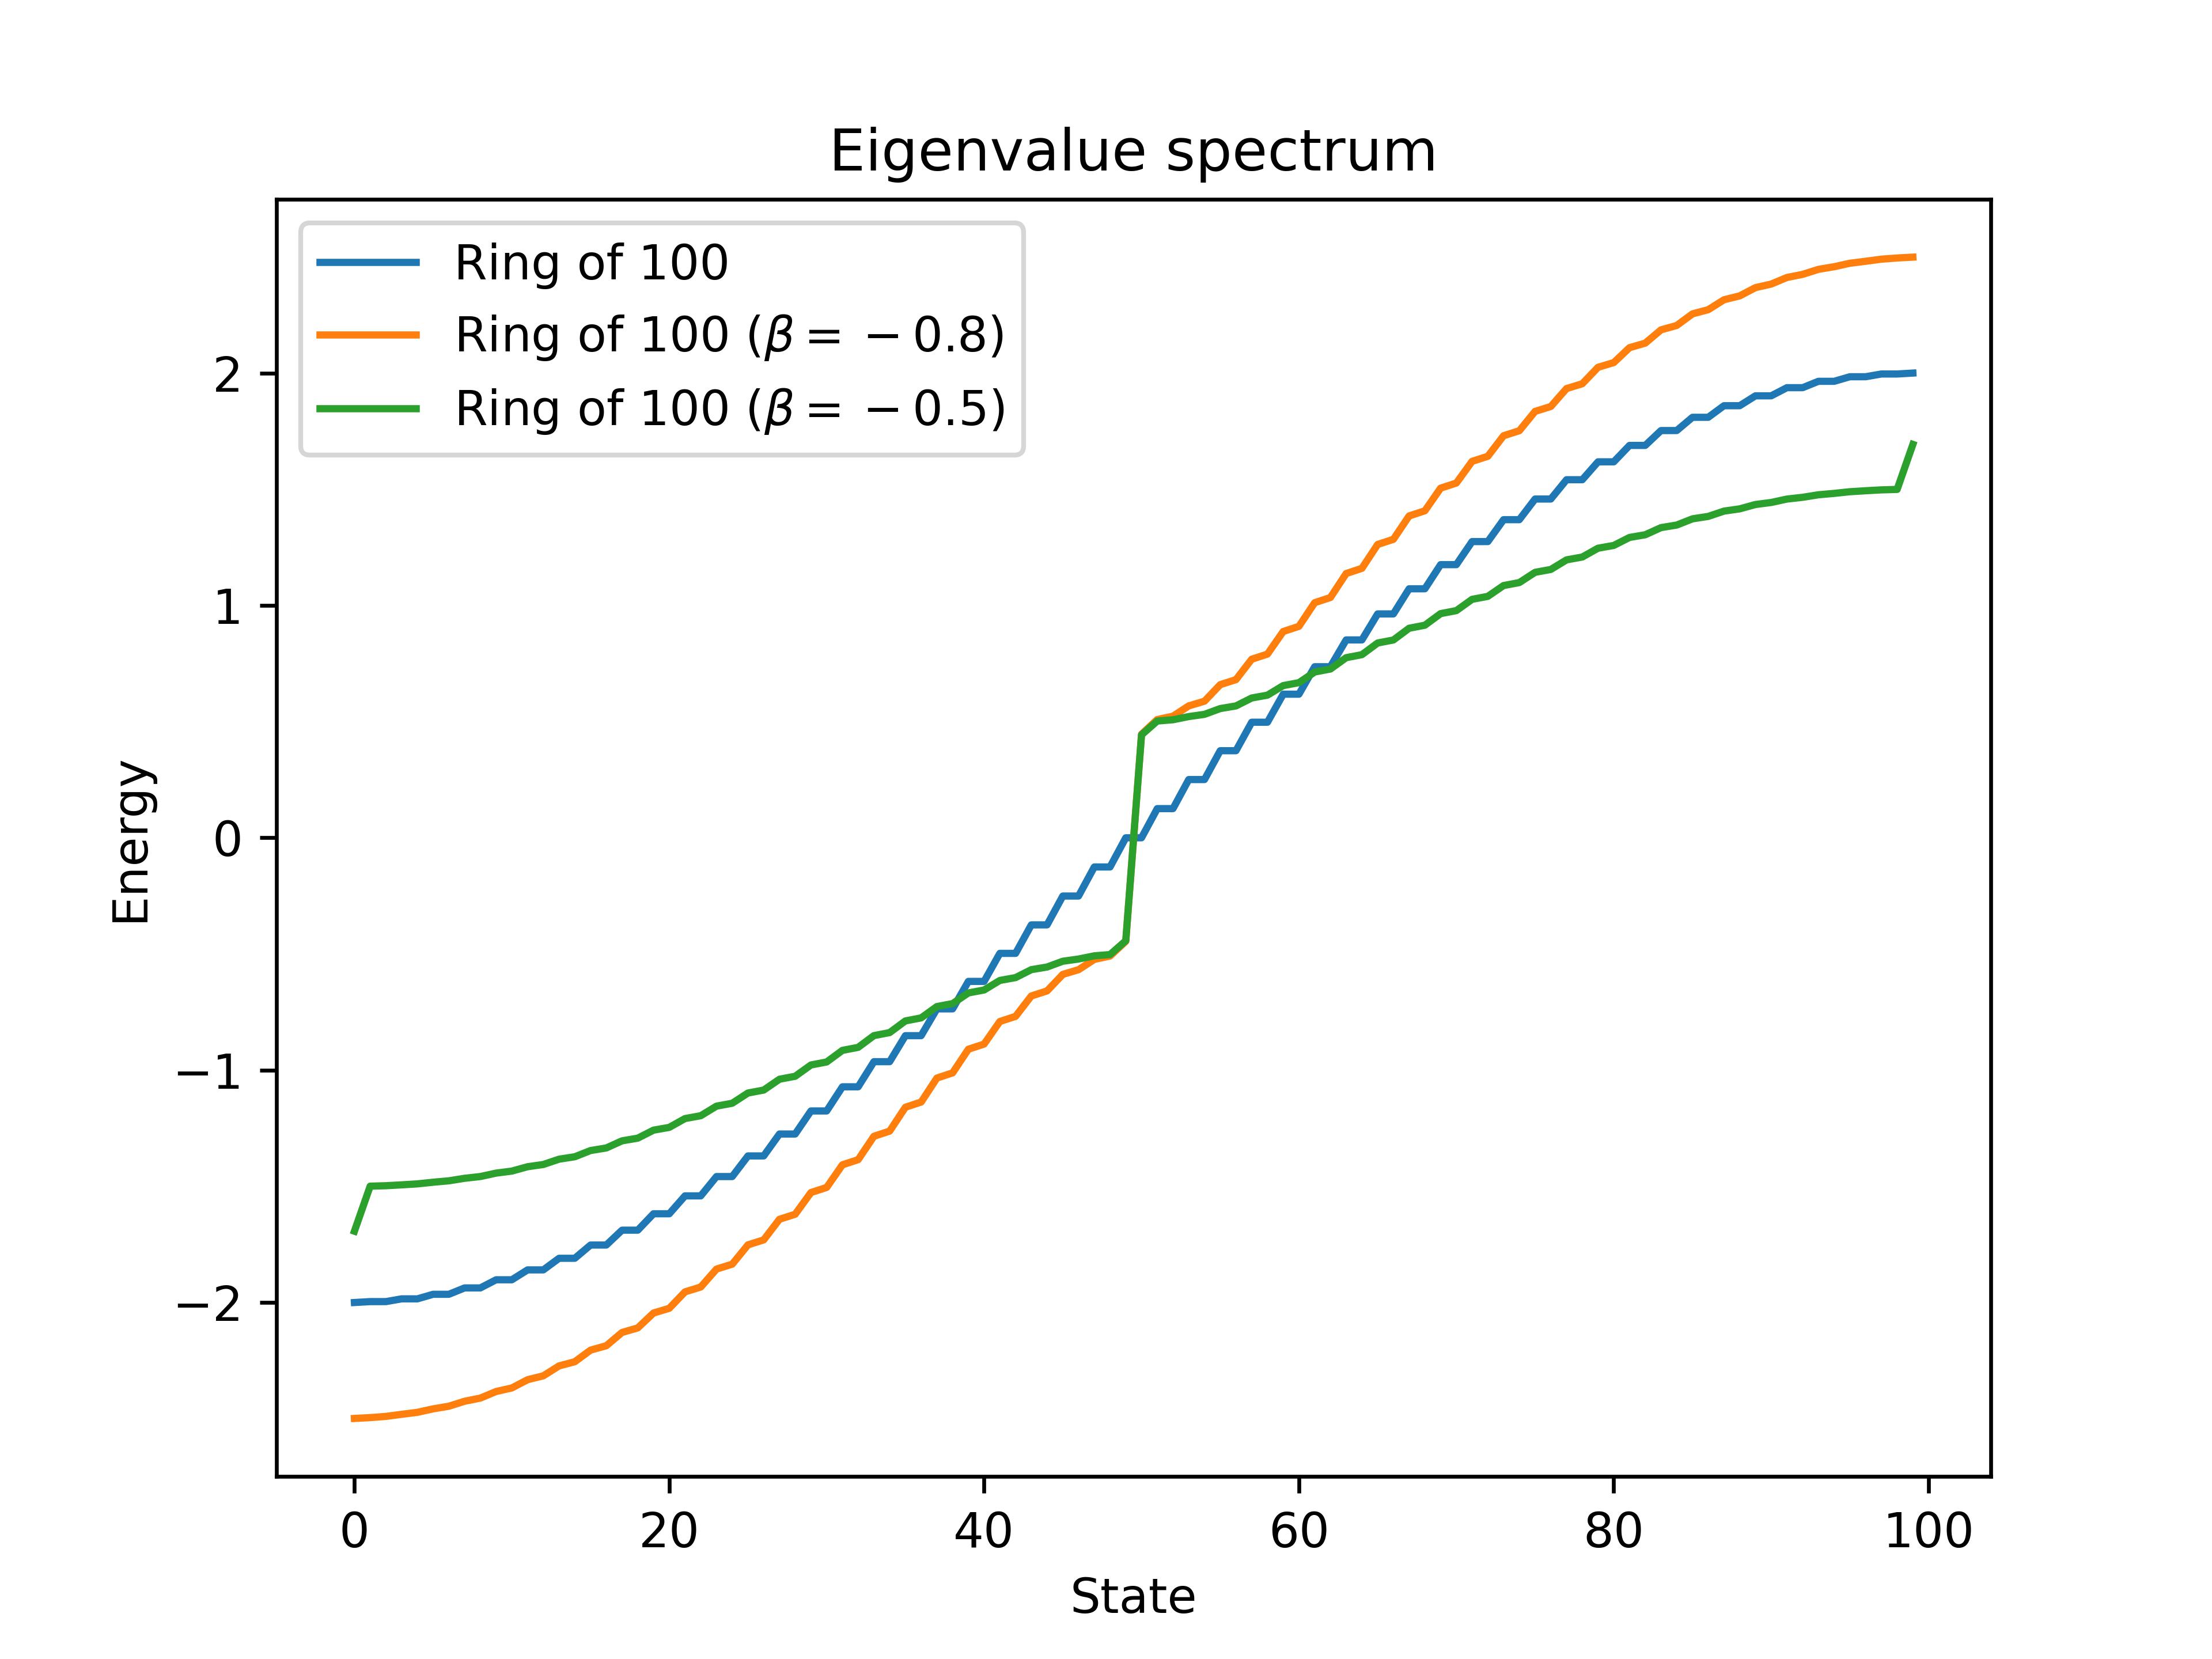 Eigenvalue spectrum
Ring of 100
Ring of 100 (β = − 0.8)
Ring of 100 (β = − 0.5)
2
1
0
−1
−2
Energy
0 20 40 60 80 100
State